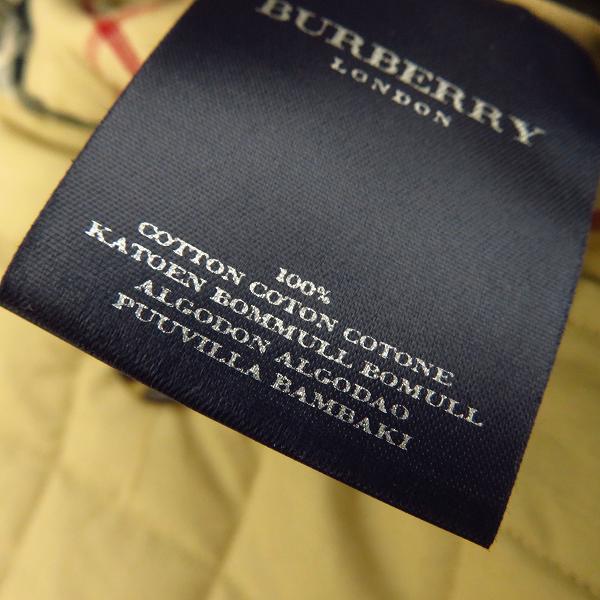 BURBERRY
LONDON
100%
COTTON COTON COTONE
KATOEN BOMMULL BOMULL
ALGODON ALGODAO
PUUVILLA BAMBAKI